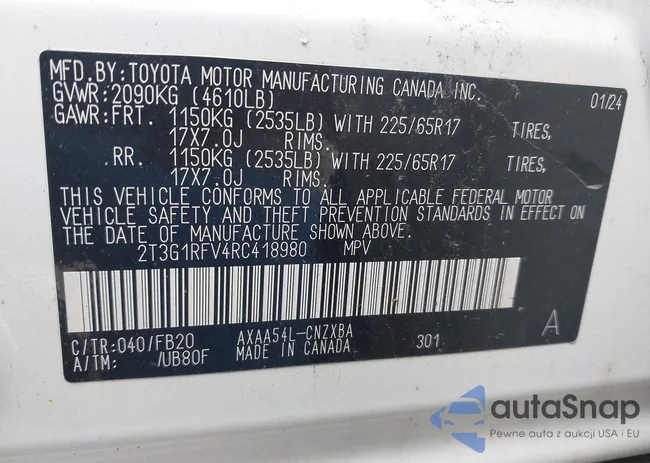 MFD. BY: TOYOTA MOTOR MANUFACTURING CANADA INC.
GVWR: 2090KG (4610LB) 01/24
GAWR: FRT. 1150KG (2535LB) WITH 225/65R17 TIRES,
17X7.0J RIMS.
RR. 1150KG (2535LB) WITH 225/65R17 TIRES,
17X7.0J RIMS.
THIS VEHICLE CONFORMS TO ALL APPLICABLE FEDERAL MOTOR
VEHICLE SAFETY AND THEFT PREVENTION STANDARDS IN EFFECT ON
THE DATE OF MANUFACTURE SHOWN ABOVE.
2T3G1RFV4RC418980 MPV
C/TR: 040/FB20 AXAA54L-CNZXBA 301 A
A/TM: /UB80F MADE IN CANADA
autoSnap
Pewne auta z aukcji USA i EU